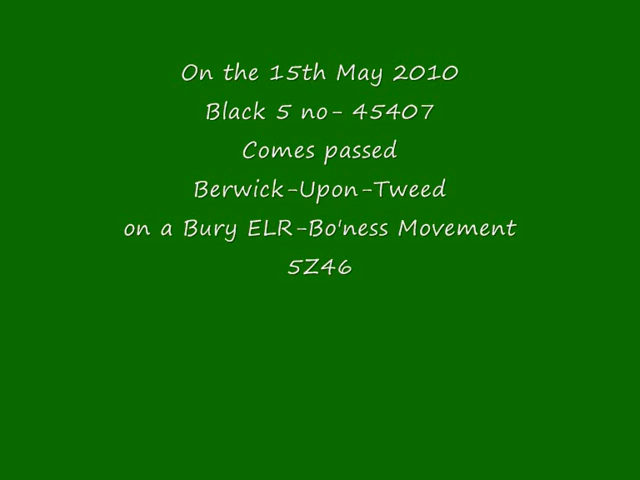 On the 15th May 2010
Black 5 no- 45407
Comes passed
Berwick-Upon-Tweed
on a Bury ELR-Bo'ness Movement
5Z46